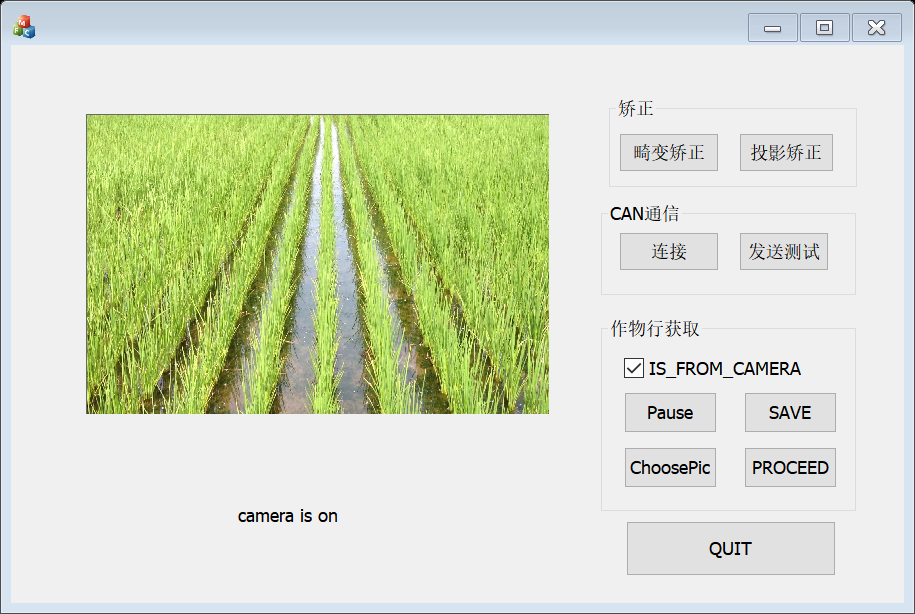 矫正
畸变矫正
投影矫正
CAN通信
连接
发送测试
作物行获取
IS_FROM_CAMERA
Pause
SAVE
ChoosePic
PROCEED
camera is on
QUIT